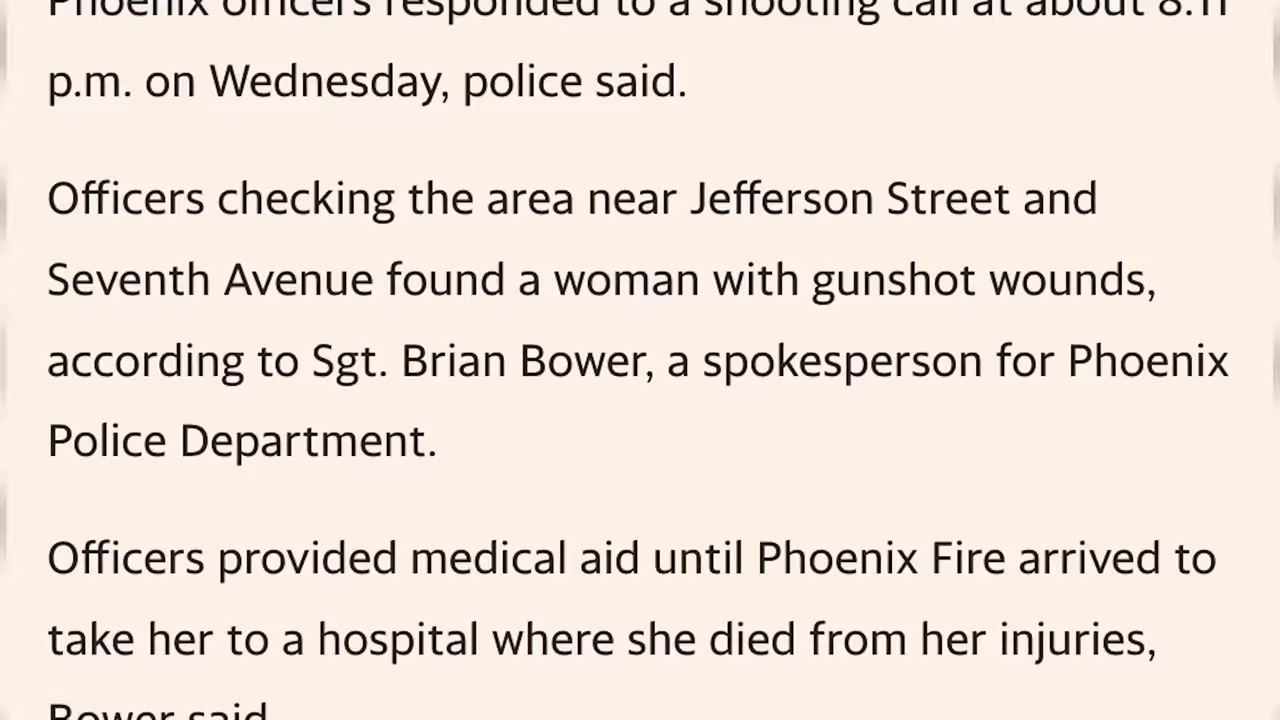 Phoenix officers responded to a shooting call at about 8:11
p.m. on Wednesday, police said.
Officers checking the area near Jefferson Street and
Seventh Avenue found a woman with gunshot wounds,
according to Sgt. Brian Bower, a spokesperson for Phoenix
Police Department.
Officers provided medical aid until Phoenix Fire arrived to
take her to a hospital where she died from her injuries,
Bower said.